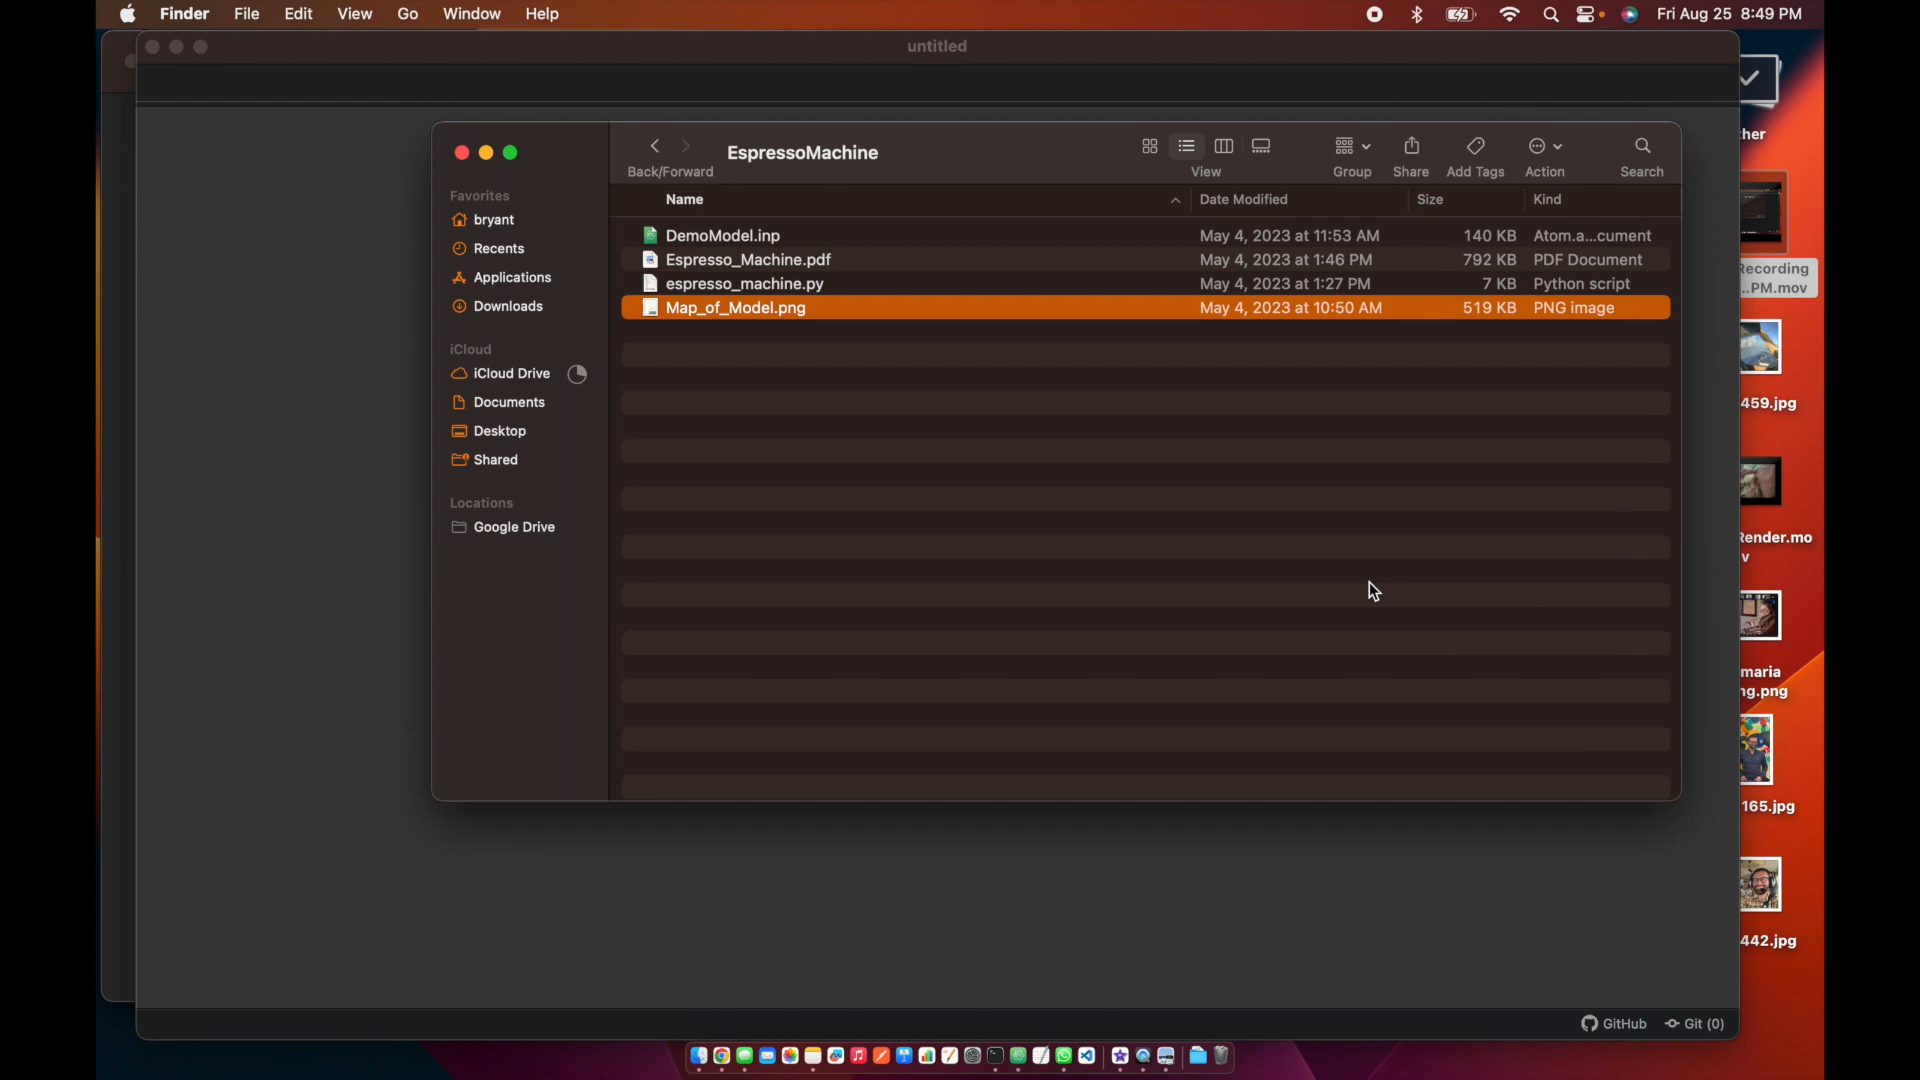 Finder File Edit View Go Window Help Fri Aug 25 8:49 PM
untitled
EspressoMachine
Back/Forward View Group Share Add Tags Action Search
Name Date Modified Size Kind
DemoModel.inp May 4, 2023 at 11:53 AM 140 KB Atom.a...cument
Espresso_Machine.pdf May 4, 2023 at 1:46 PM 792 KB PDF Document
espresso_machine.py May 4, 2023 at 1:27 PM 7 KB Python script
Map_of_Model.png May 4, 2023 at 10:50 AM 519 KB PNG image
Favorites
bryant
Recents
Applications
Downloads
iCloud
iCloud Drive
Documents
Desktop
Shared
Locations
Google Drive
ther
Recording
..PM.mov
459.jpg
Render.mo
v
maria
ng.png
165.jpg
442.jpg
GitHub Git (0)